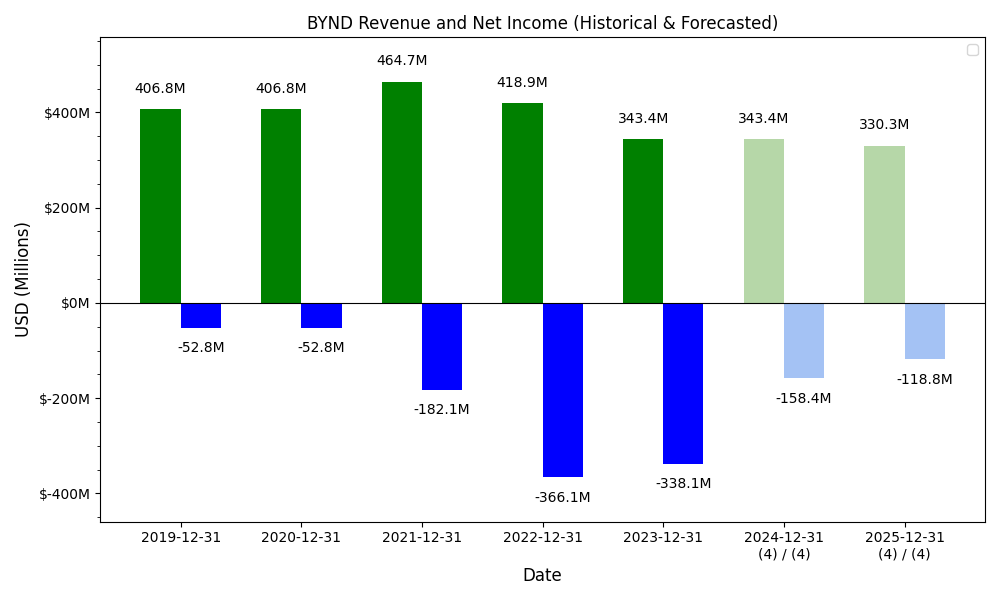 BYND Revenue and Net Income (Historical & Forecasted)
464.7M
406.8M
406.8M
418.9M
343.4M
343.4M
330.3M
$400M
$200M
$0M
$-200M
$-400M
USD (Millions)
-52.8M
-52.8M
-182.1M
-366.1M
-338.1M
-158.4M
-118.8M
2019-12-31
2020-12-31
2021-12-31
2022-12-31
2023-12-31
2024-12-31
(4) / (4)
2025-12-31
(4) / (4)
Date